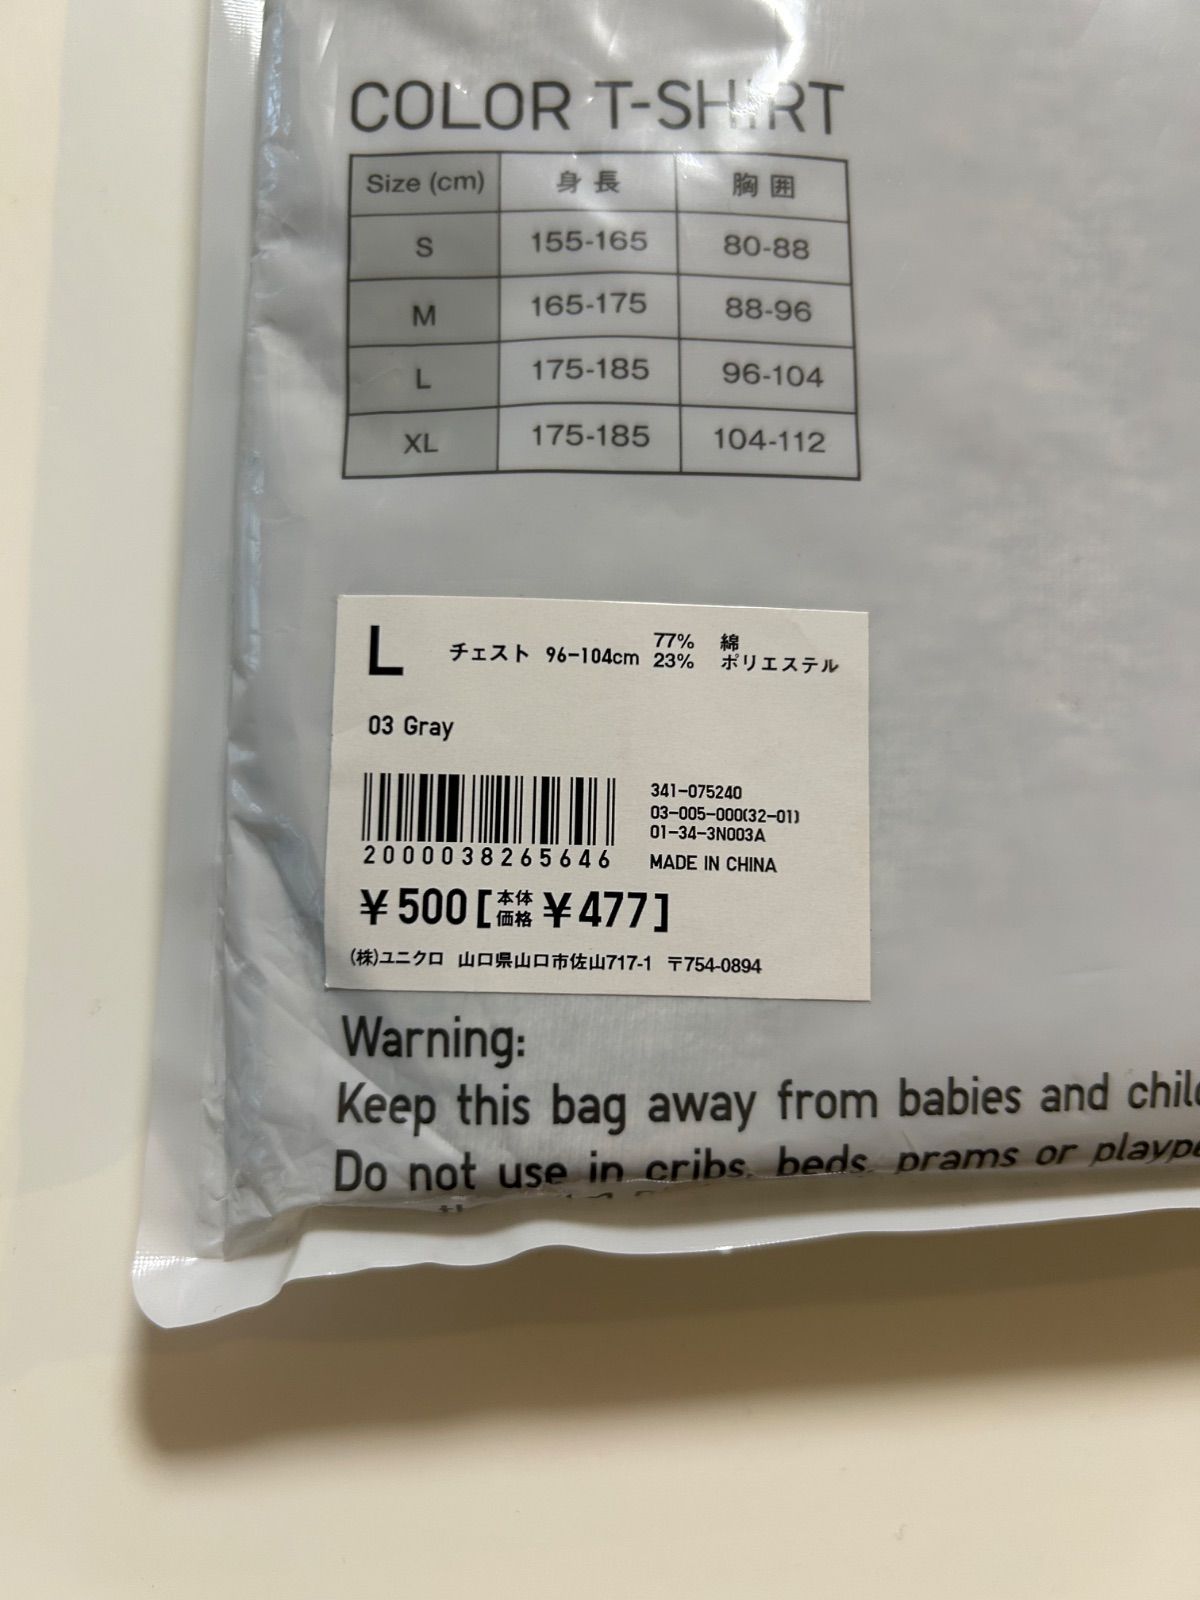 COLOR T-SHIRT
Size (cm) 身長 胸囲
S 155-165 80-88
M 165-175 88-96
L 175-185 96-104
XL 175-185 104-112
L チェスト 96-104cm 77% 綿
23% ポリエステル
03 Gray
341-075240
03-005-000(32-01)
01-34-3N003A
2000038265646 MADE IN CHINA
¥500[本体価格 ¥477]
(株)ユニクロ 山口県山口市佐山717-1 〒754-0894
Warning:
Keep this bag away from babies and
Do not use in cribs, beds, prams or